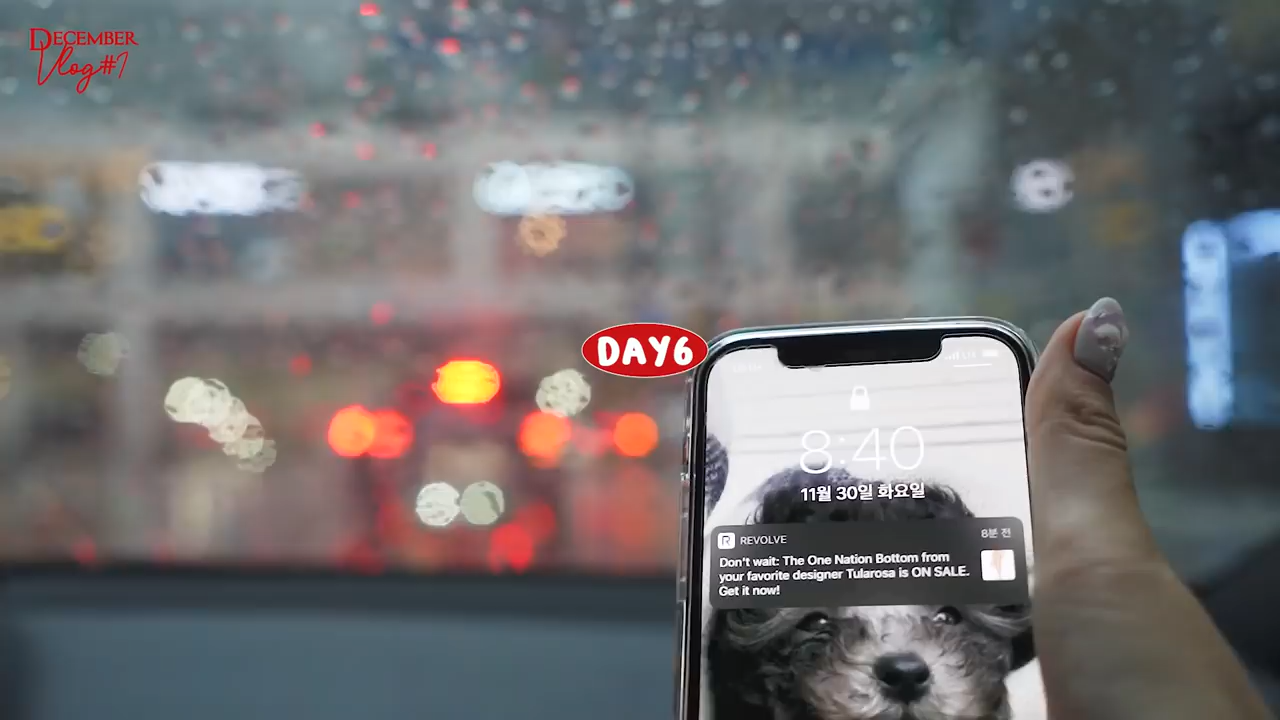 DECEMBER
Vlog#7
DAY6
8:40
11월 30일 화요일
R REVOLVE 8분 전
Don't wait: The One Nation Bottom from
your favorite designer Tularosa is ON SALE.
Get it now!